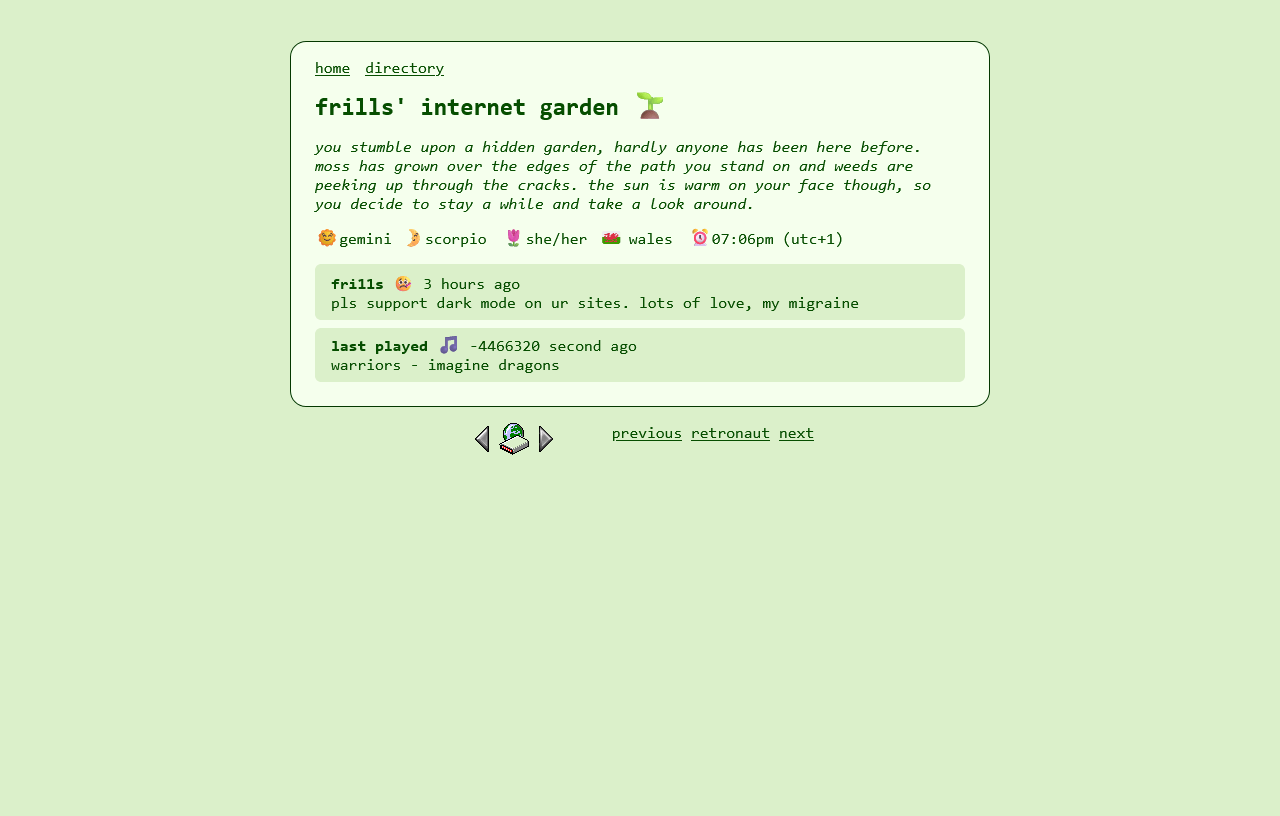 home directory
frills' internet garden
you stumble upon a hidden garden, hardly anyone has been here before.
moss has grown over the edges of the path you stand on and weeds are
peeking up through the cracks. the sun is warm on your face though, so
you decide to stay a while and take a look around.
gemini scorpio she/her wales 07:06pm (utc+1)
fri11s 3 hours ago
pls support dark mode on ur sites. lots of love, my migraine
last played -4466320 second ago
warriors - imagine dragons
previous retronaut next